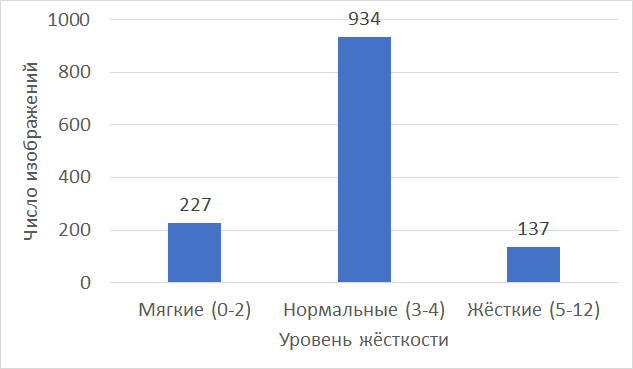 Число изображений
1000
800
600
400
200
0
227
934
137
Мягкие (0-2)
Нормальные (3-4)
Жёсткие (5-12)
Уровень жёсткости